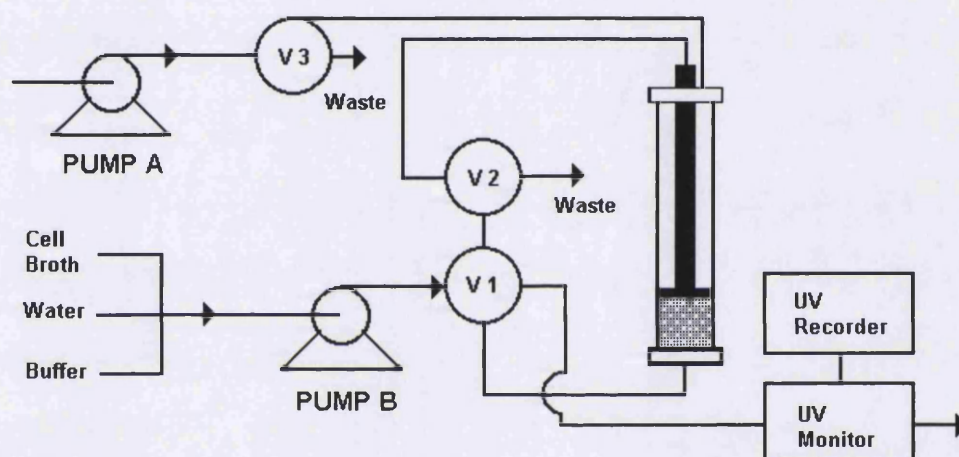 V 3
Waste
PUMP A
V 2
Waste
Cell
Broth
Water
Buffer
V 1
PUMP B
UV
Recorder
UV
Monitor